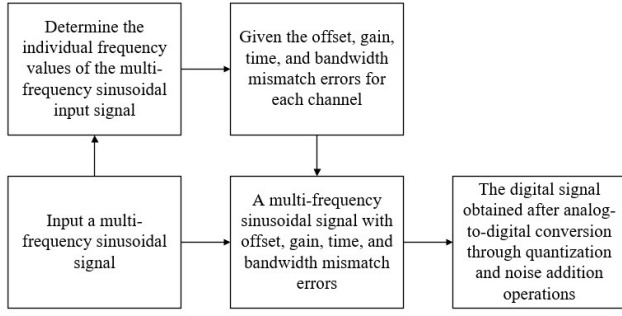 Determine the
individual frequency
values of the multi-
frequency sinusoidal
input signal
Given the offset, gain,
time, and bandwidth
mismatch errors for
each channel
Input a multi-
frequency sinusoidal
signal
A multi-frequency
sinusoidal signal with
offset, gain, time, and
bandwidth mismatch
errors
The digital signal
obtained after analog-
to-digital conversion
through quantization
and noise addition
operations